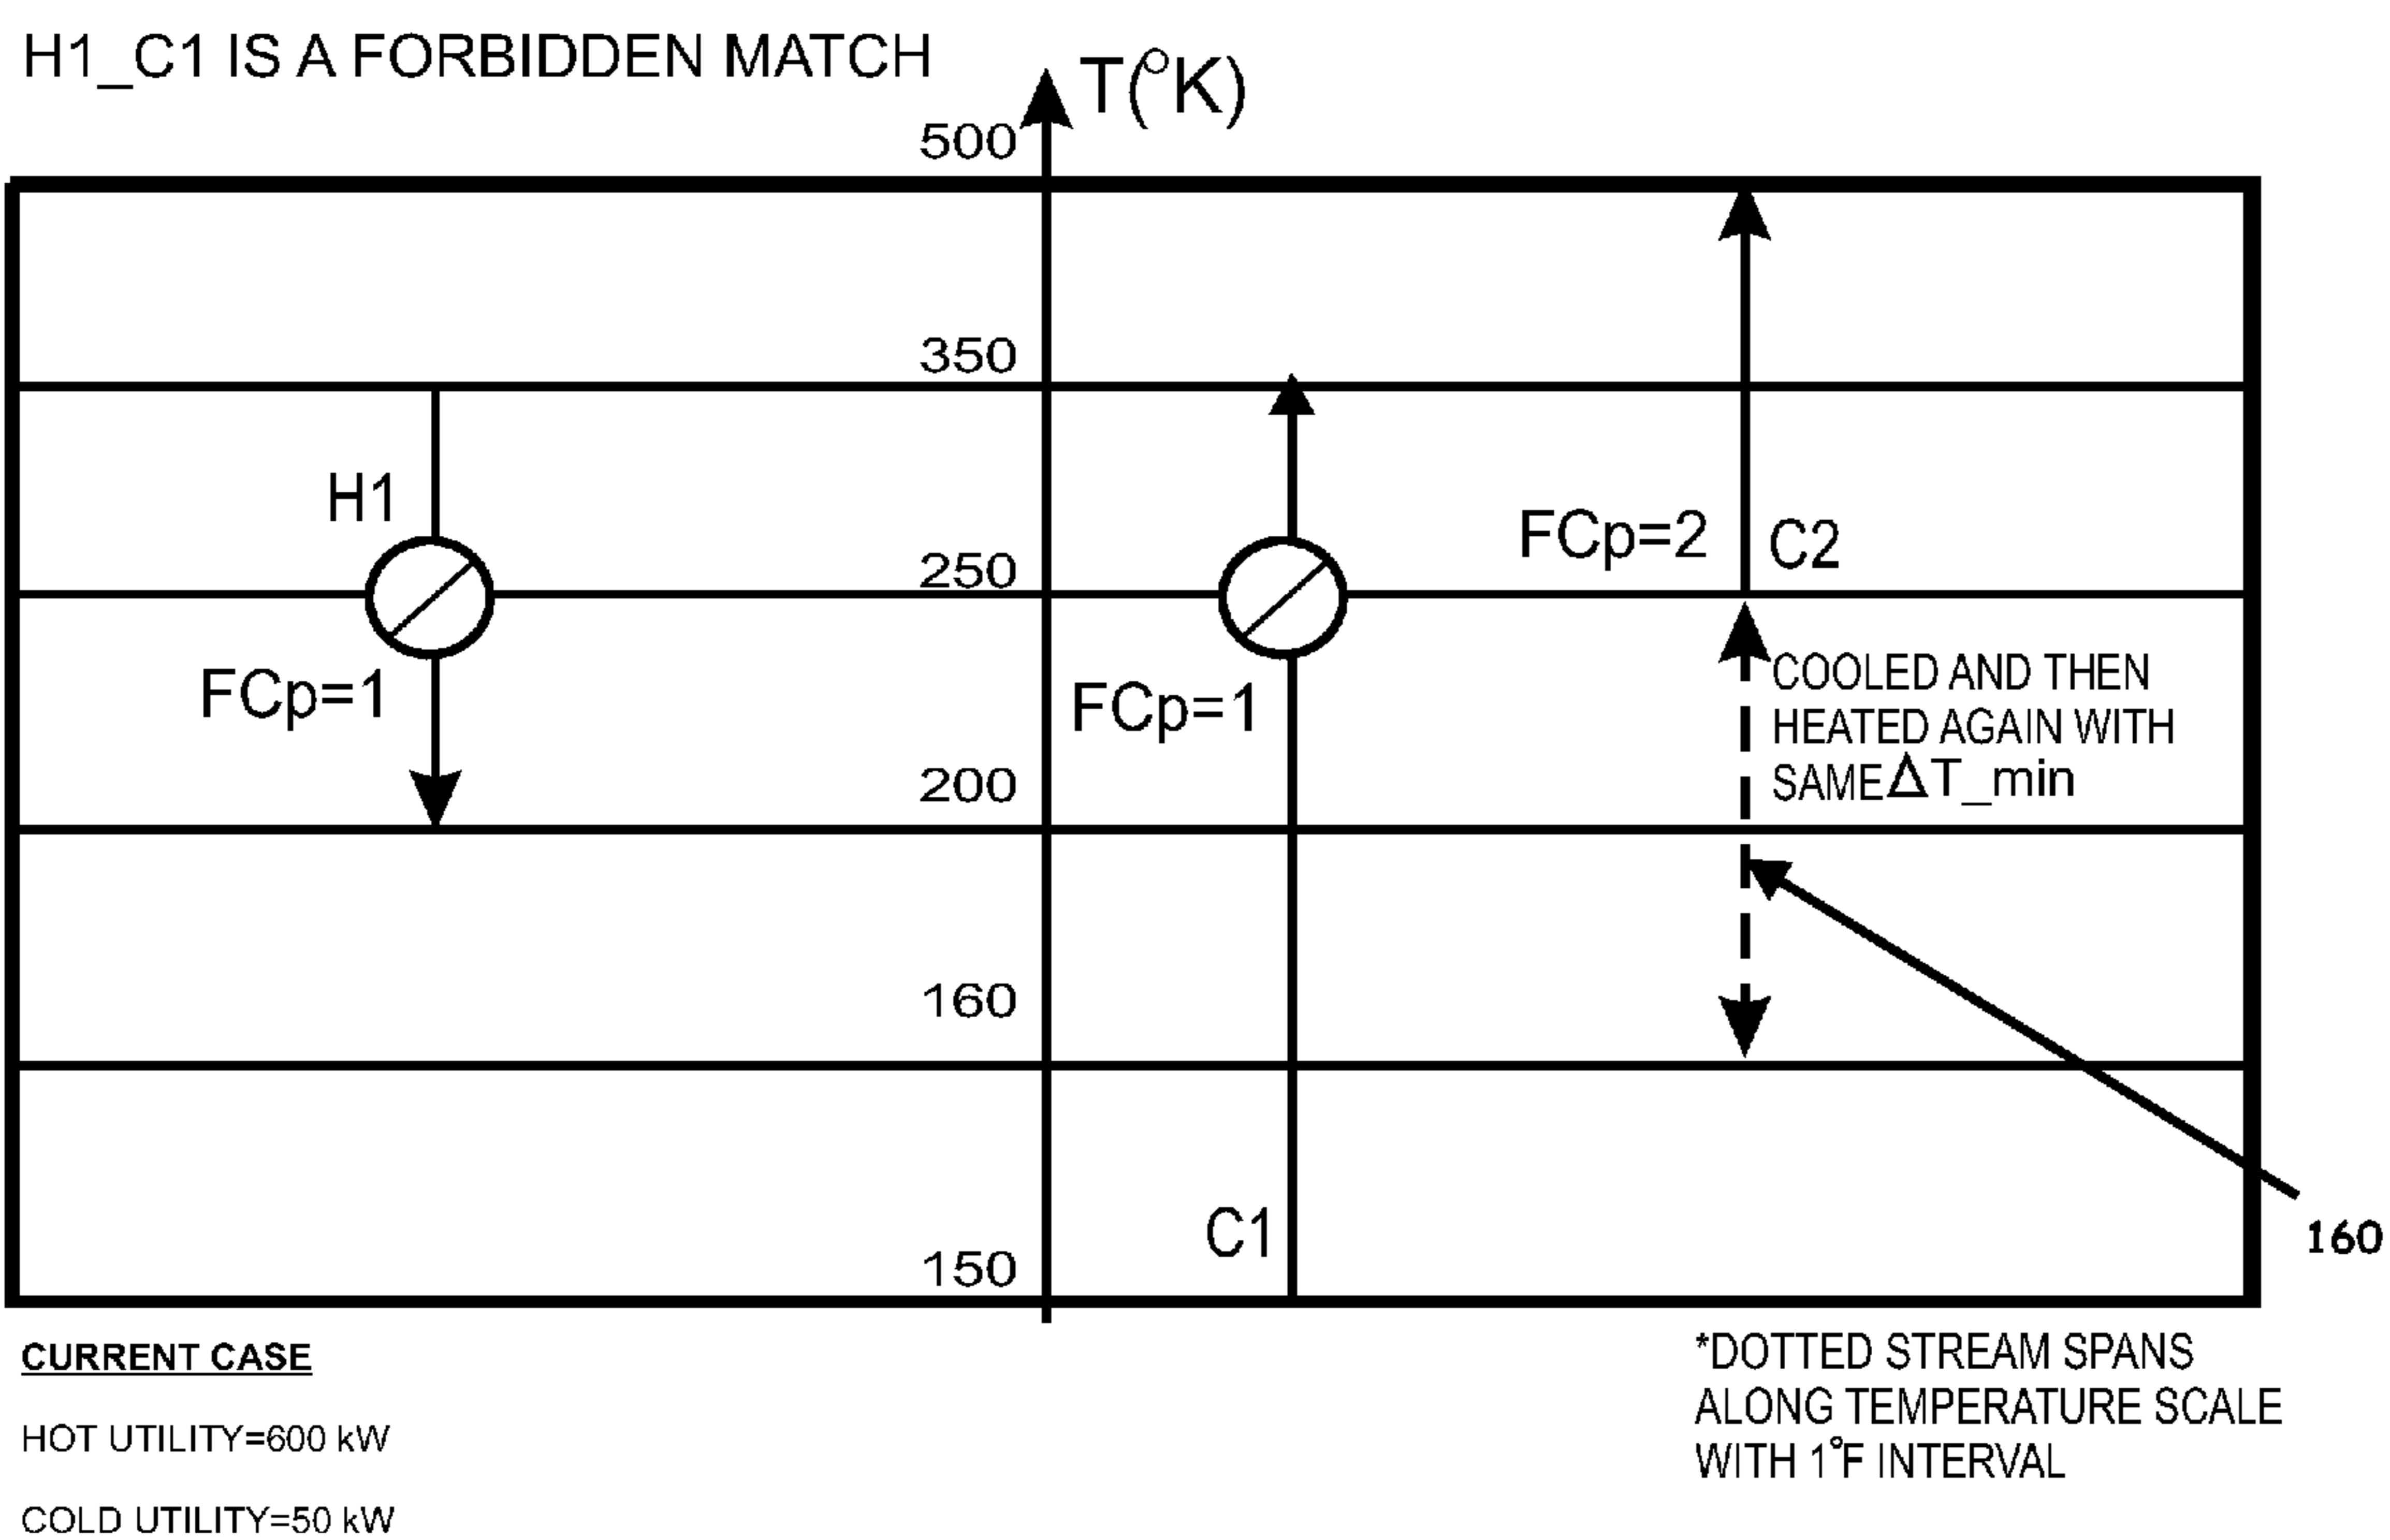 H1_C1 IS A FORBIDDEN MATCH
T(°K)
500
350
H1
FCp=2
C2
250
FCp=1
FCp=1
COOLED AND THEN
HEATED AGAIN WITH
SAME ΔT_min
200
160
C1
160
150
CURRENT CASE
HOT UTILITY=600 kW
COLD UTILITY=50 kW
*DOTTED STREAM SPANS
ALONG TEMPERATURE SCALE
WITH 1°F INTERVAL